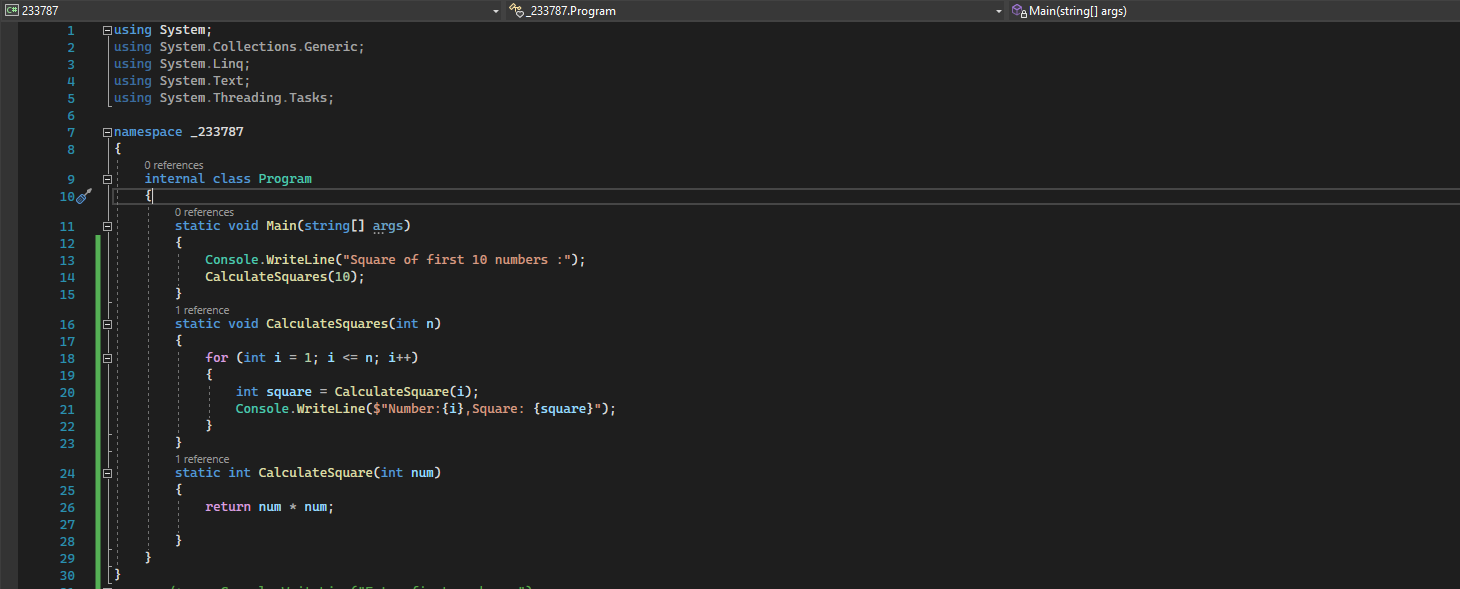 C# 233787 _233787.Program Main(string[] args)
1 using System;
2 using System.Collections.Generic;
3 using System.Linq;
4 using System.Text;
5 using System.Threading.Tasks;
6
7 namespace _233787
8 {
0 references
9 internal class Program
10 {
0 references
11 static void Main(string[] args)
12 {
13 Console.WriteLine("Square of first 10 numbers :");
14 CalculateSquares(10);
15 }
1 reference
16 static void CalculateSquares(int n)
17 {
18 for (int i = 1; i <= n; i++)
19 {
20 int square = CalculateSquare(i);
21 Console.WriteLine($"Number:{i},Square: {square}");
22 }
23 }
1 reference
24 static int CalculateSquare(int num)
25 {
26 return num * num;
27
28 }
29 }
30 }